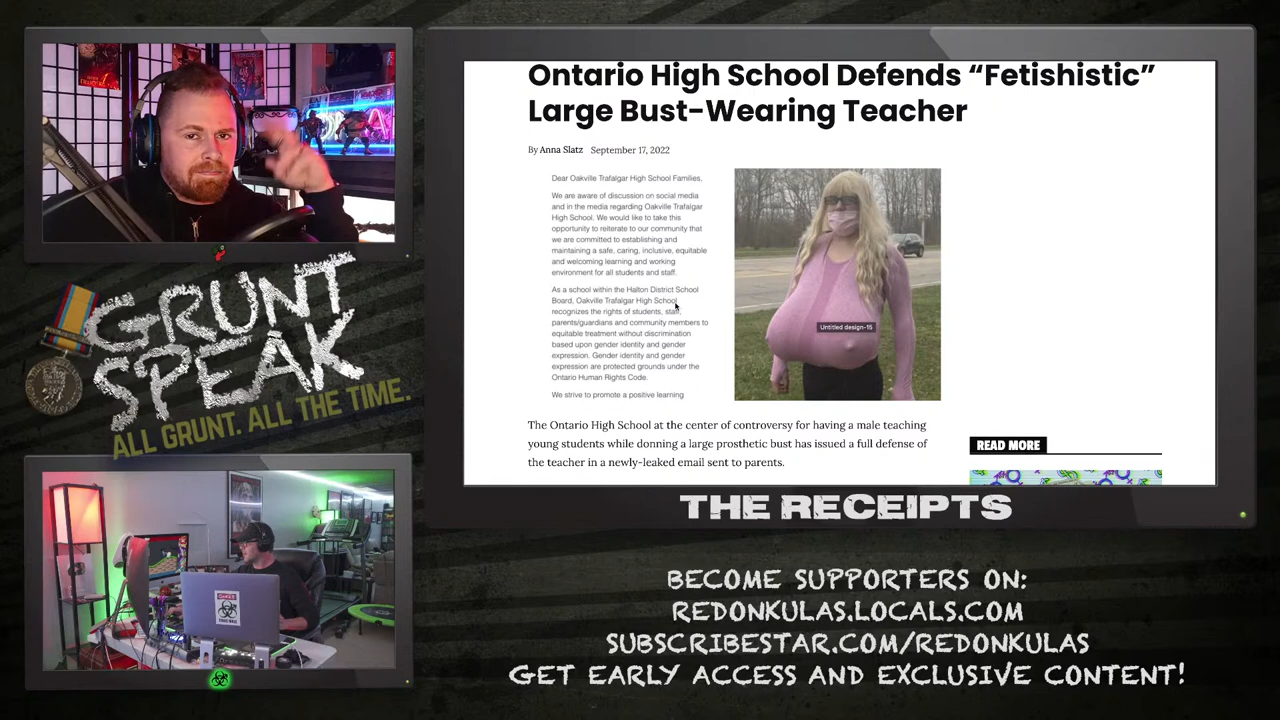 Ontario High School Defends “Fetishistic”
Large Bust-Wearing Teacher
By Anna Slatz September 17, 2022
Dear Oakville Trafalgar High School Families,
We are aware of discussion on social media
and in the media regarding Oakville Trafalgar
High School. We would like to take this
opportunity to reiterate to our community that
we are committed to establishing and
maintaining a safe, caring, inclusive, equitable
and welcoming learning and working
environment for all students and staff.
As a school within the Halton District School
Board, Oakville Trafalgar High School
recognizes the rights of students, staff,
parents/guardians and community members to
equitable treatment without discrimination
based upon gender identity and gender
expression. Gender identity and gender
expression are protected grounds under the
Ontario Human Rights Code.
We strive to promote a positive learning
Untitled design-15
The Ontario High School at the center of controversy for having a male teaching
young students while donning a large prosthetic bust has issued a full defense of
the teacher in a newly-leaked email sent to parents.
READ MORE
GRUNT
SPEAK
ALL GRUNT. ALL THE TIME.
THE RECEIPTS
BECOME SUPPORTERS ON:
REDONKULAS.LOCALS.COM
SUBSCRIBESTAR.COM/REDONKULAS
GET EARLY ACCESS AND EXCLUSIVE CONTENT!